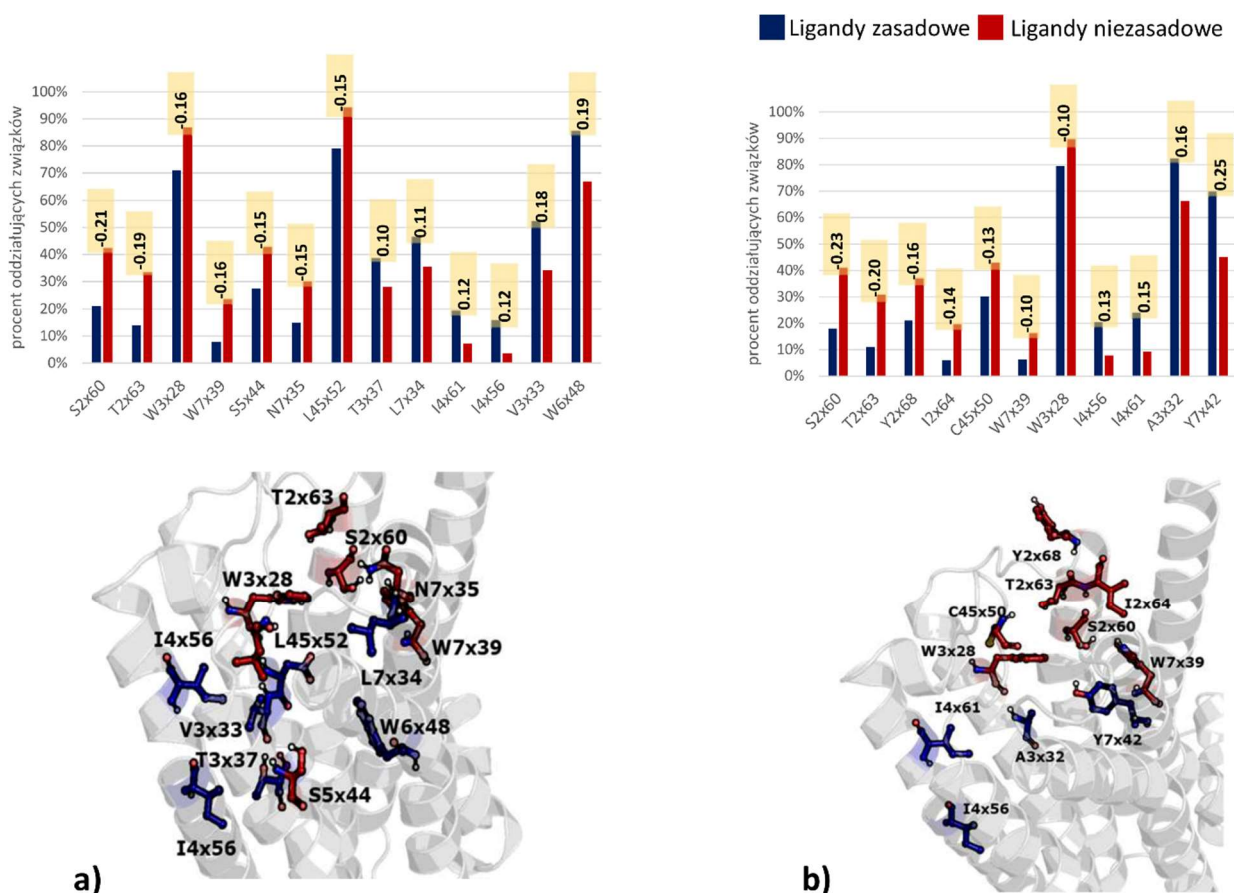 Ligandy zasadowe Ligandy niezasadowe
procent oddziałujących związków
100%
90%
80%
70%
60%
50%
40%
30%
20%
10%
0%
-0.21 -0.19 -0.16 -0.16 -0.15 -0.15 -0.15 0.10 0.11 0.12 0.12 0.18 0.19
S2x60 T2x63 W3x28 W7x39 S5x44 N7x35 L45x52 T3x37 L7x34 I4x61 I4x56 V3x33 W6x48
procent oddziałujących związków
100%
90%
80%
70%
60%
50%
40%
30%
20%
10%
0%
-0.23 -0.20 -0.16 -0.14 -0.13 -0.10 -0.10 0.13 0.15 0.16 0.25
S2x60 T2x63 Y2x68 I2x64 C45x50 W7x39 W3x28 I4x56 I4x61 A3x32 Y7x42
T2x63
S2x60
W3x28
N7x35
I4x56
L45x52
W7x39
L7x34
V3x33
W6x48
T3x37
S5x44
I4x56
a)
Y2x68
T2x63
I2x64
C45x50
S2x60
W3x28
W7x39
I4x61
A3x32
Y7x42
I4x56
b)